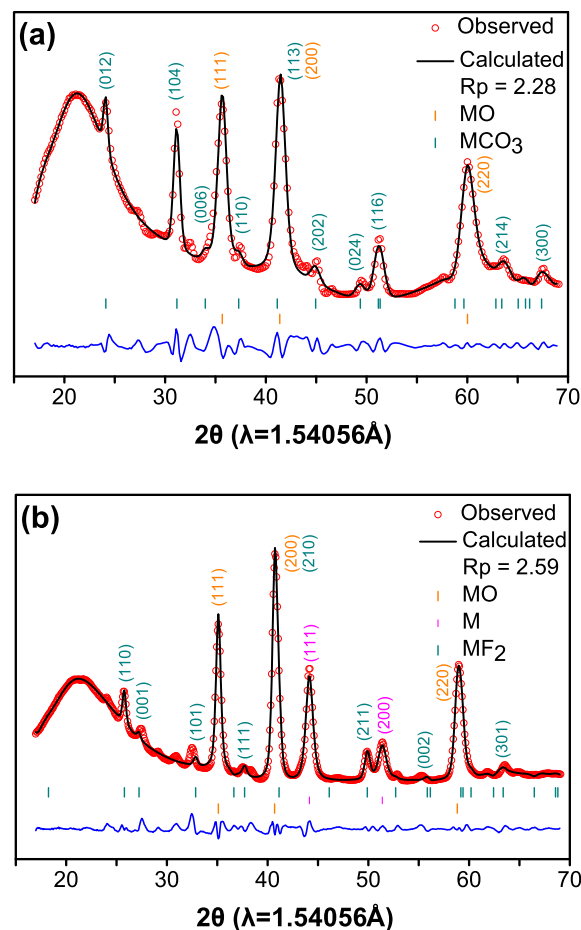 (a)
Observed
Calculated
Rp = 2.28
MO
MCO3
(012)
(104)
(006)
(111)
(110)
(113)
(200)
(202)
(024)
(116)
(220)
(214)
(300)
20 30 40 50 60 70
2θ (λ=1.54056Å)
(b)
Observed
Calculated
Rp = 2.59
MO
M
MF2
(110)
(001)
(101)
(111)
(111)
(200)
(210)
(111)
(211)
(200)
(002)
(220)
(301)
20 30 40 50 60 70
2θ (λ=1.54056Å)